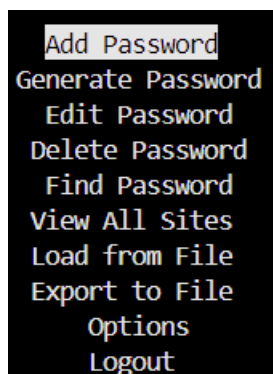 Add Password
Generate Password
Edit Password
Delete Password
Find Password
View All Sites
Load from File
Export to File
Options
Logout